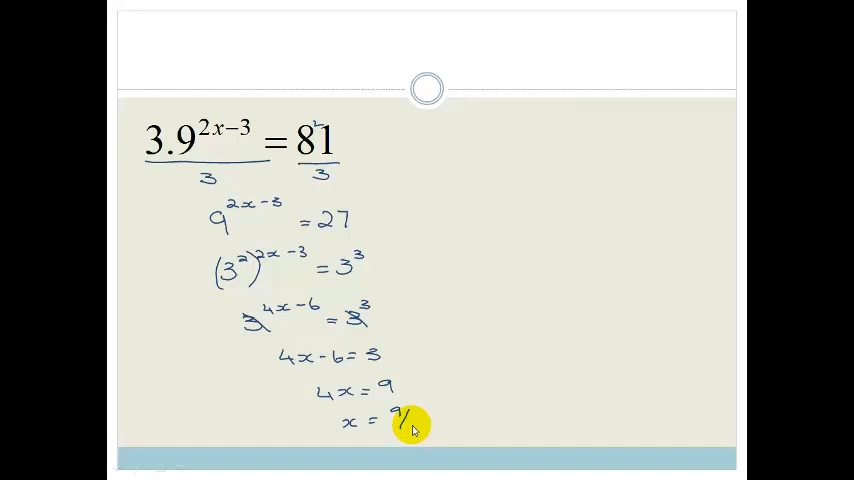 3.9^{2x−3} = 81
3 3
9^{2x−3} = 27
(3^2)^{2x−3} = 3^3
3^{4x−6} = 3^3
4x−6=3
4x = 9
x = 9/